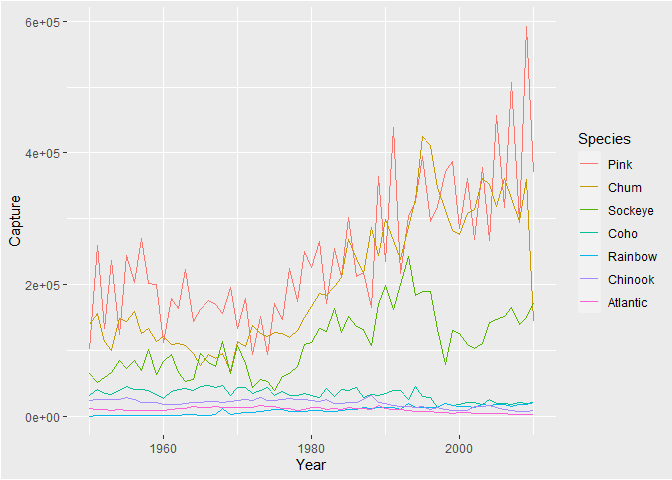 6e+05
4e+05
2e+05
0e+00
Capture
1960
1980
2000
Year
Species
Pink
Chum
Sockeye
Coho
Rainbow
Chinook
Atlantic